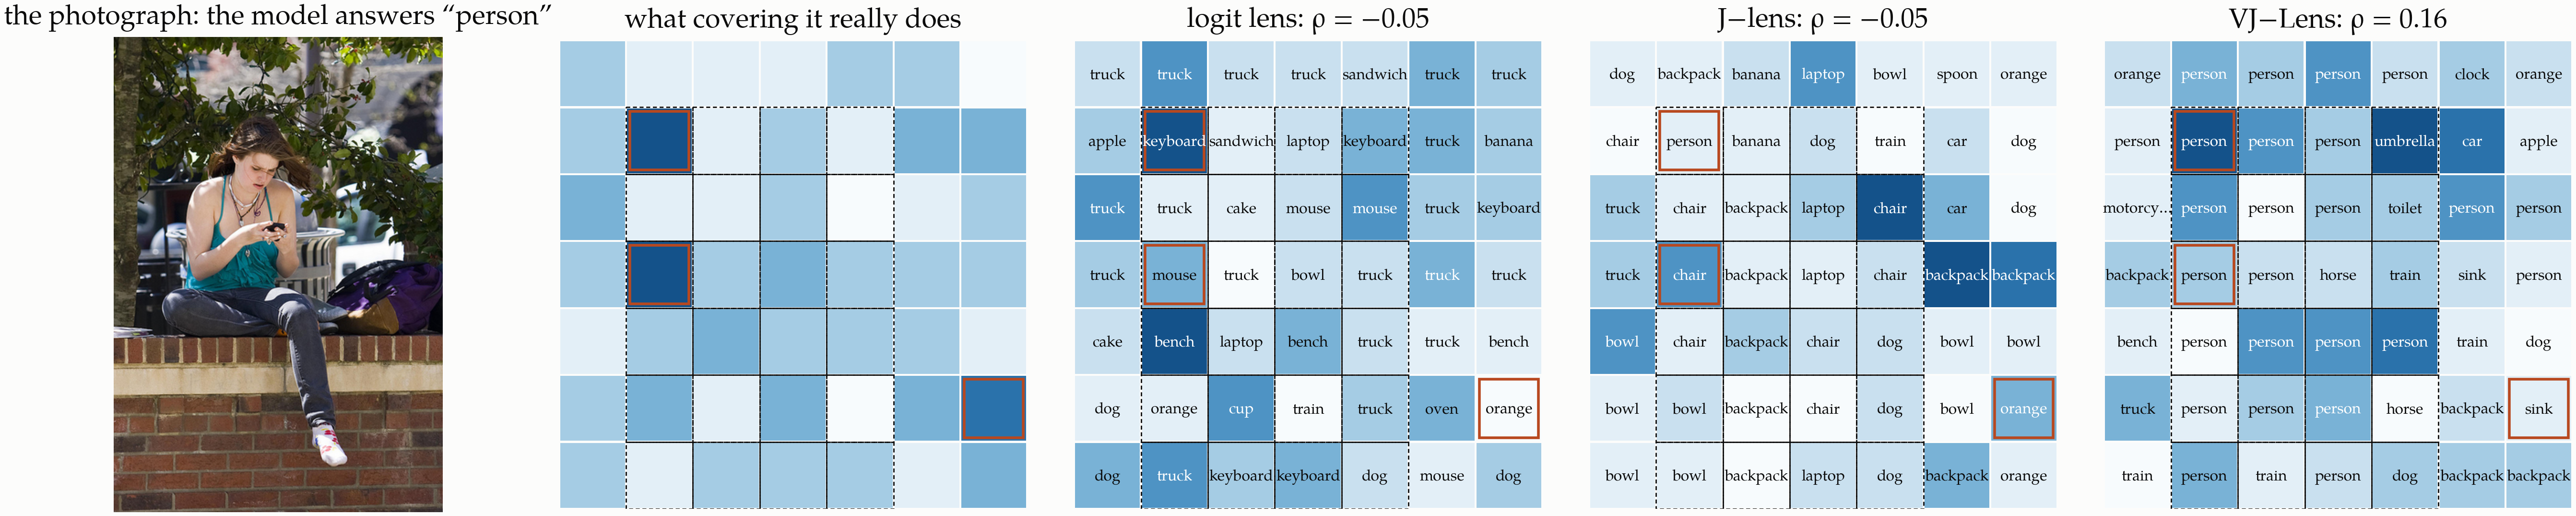 the photograph: the model answers “person”
what covering it really does
logit lens: ρ = −0.05
J−lens: ρ = −0.05
VJ−Lens: ρ = 0.16
truck truck truck truck sandwich truck truck
apple keyboard sandwich laptop keyboard truck banana
truck truck cake mouse mouse truck keyboard
truck mouse truck bowl truck truck truck
cake bench laptop bench truck truck bench
dog orange cup train truck oven orange
dog truck keyboard keyboard dog mouse dog
dog backpack banana laptop bowl spoon orange
chair person banana dog train car dog
truck chair backpack laptop chair car dog
truck chair backpack laptop chair backpack backpack
bowl chair backpack chair dog bowl bowl
bowl bowl backpack chair dog bowl orange
bowl bowl backpack laptop dog backpack orange
orange person person person person clock orange
person person person person umbrella car apple
motorcy... person person person toilet person person
backpack person person horse train sink person
bench person person person person train dog
truck person person person horse backpack sink
train person train person dog backpack backpack